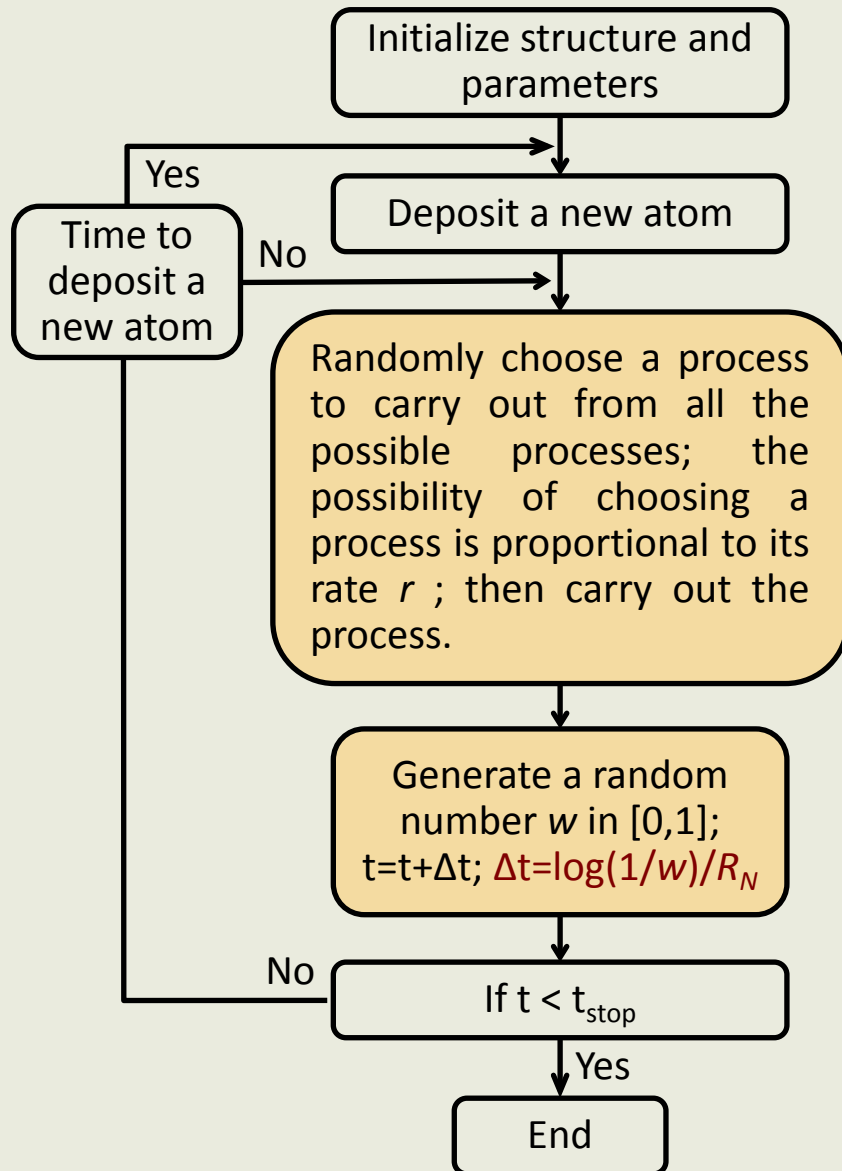 Initialize structure and
parameters
Yes
Deposit a new atom
Time to
deposit a
new atom
No
Randomly choose a process
to carry out from all the
possible processes; the
possibility of choosing a
process is proportional to its
rate r ; then carry out the
process.
Generate a random
number w in [0,1];
t=t+Δt; Δt=log(1/w)/R_N
No
If t < t_stop
Yes
End